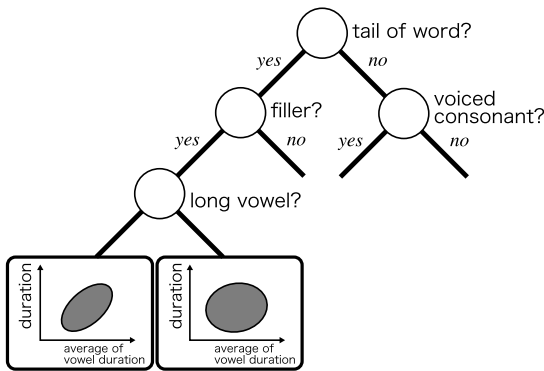 tail of word?
yes
no
filler?
voiced
consonant?
yes
no
yes
no
long vowel?
duration
average of
vowel duration
duration
average of
vowel duration